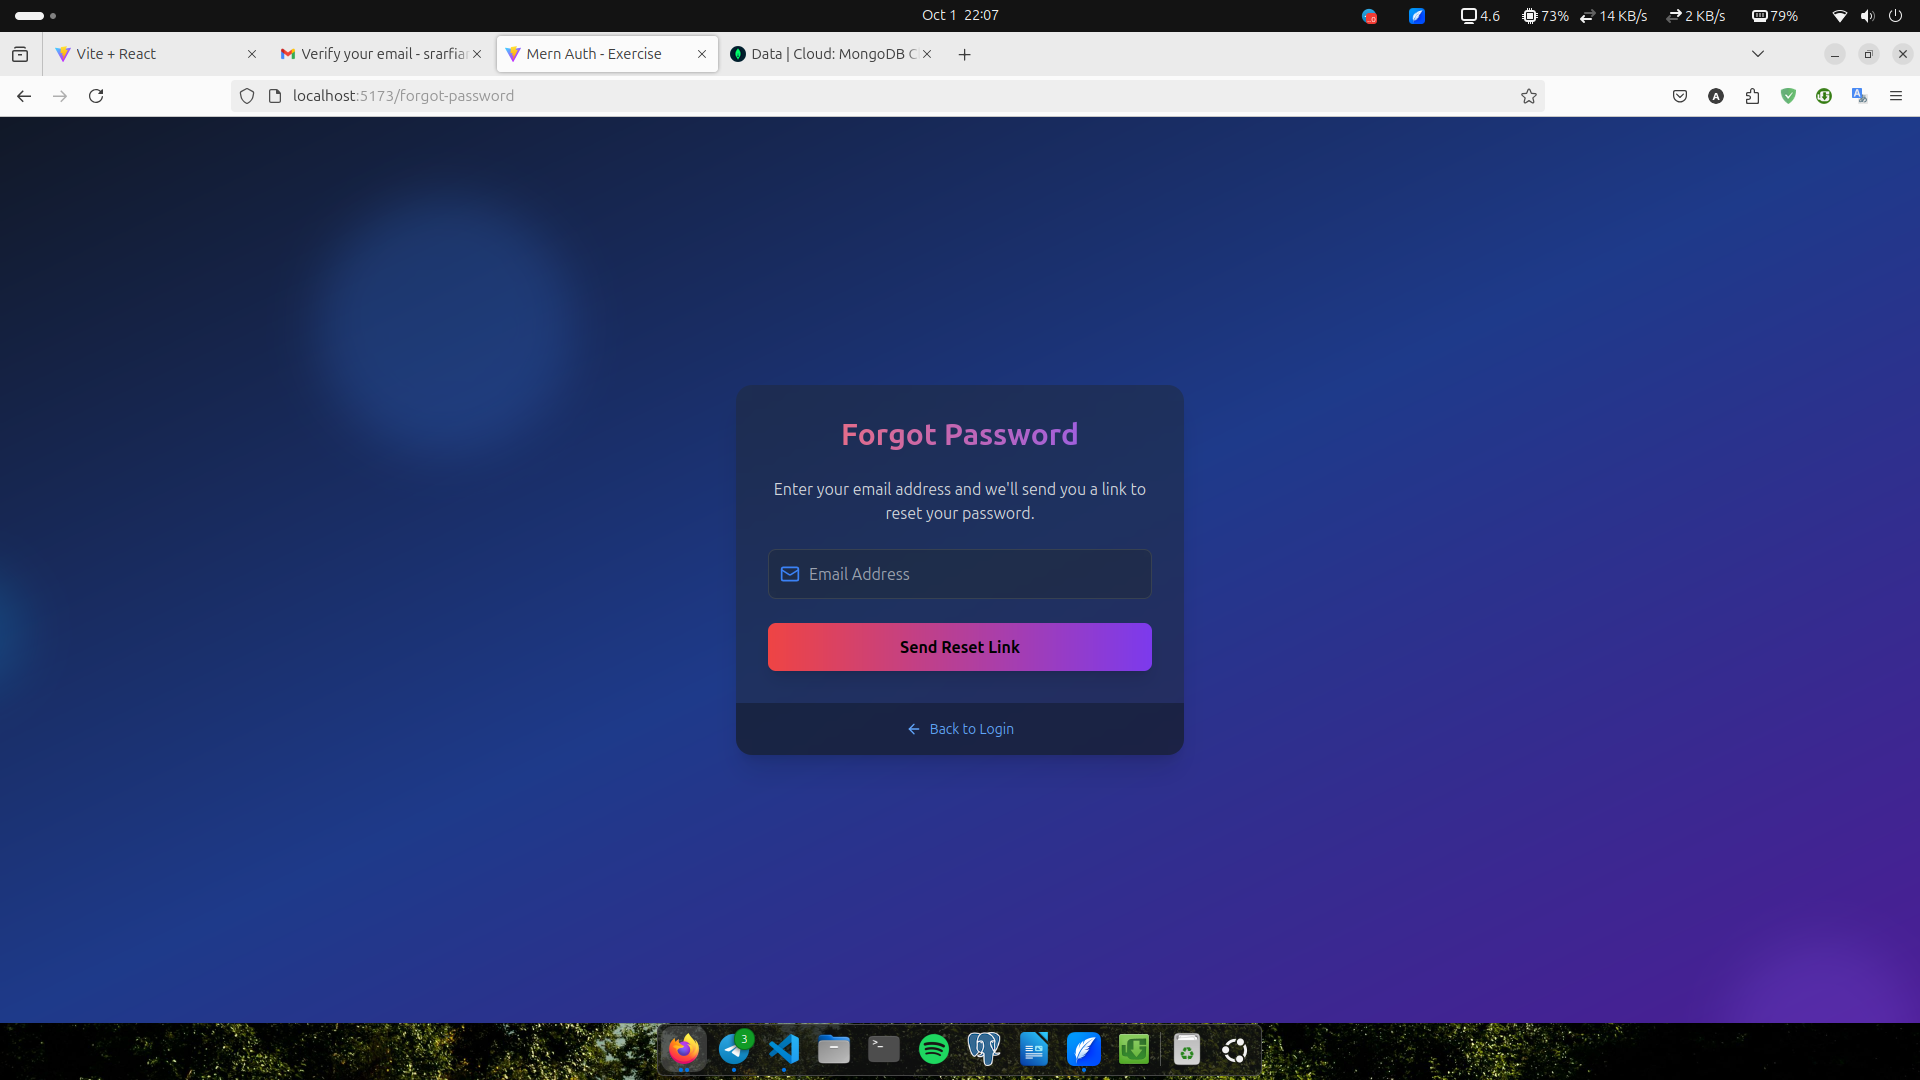 Oct 1 22:07
4.6
73%
14 KB/s
2 KB/s
79%
Vite + React
Verify your email - srarfiar
Mern Auth - Exercise
Data | Cloud: MongoDB C
localhost:5173/forgot-password
Forgot Password
Enter your email address and we'll send you a link to
reset your password.
Email Address
Send Reset Link
Back to Login
3